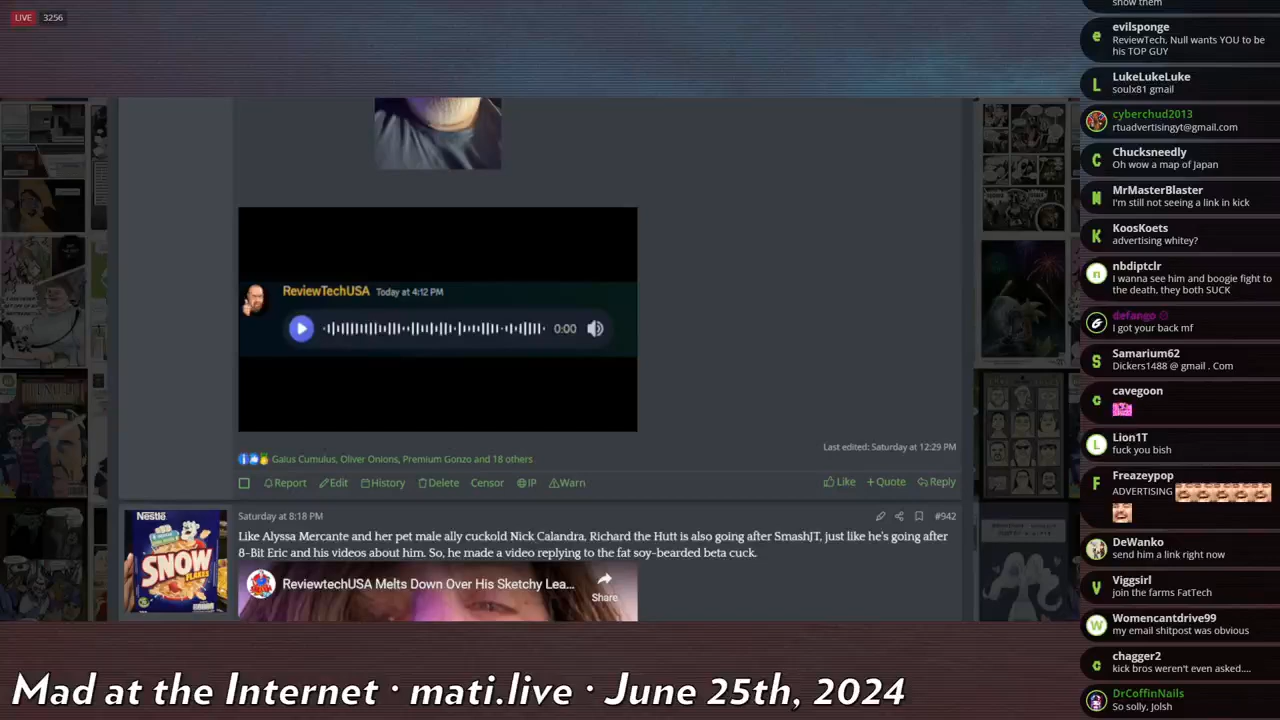 LIVE 3256
show them
evilsponge
ReviewTech, Null wants YOU to be
his TOP GUY
LukeLukeLuke
soulx81 gmail
cyberchud2013
rtuadvertisingyt@gmail.com
Chucksneedly
Oh wow a map of Japan
MrMasterBlaster
I'm still not seeing a link in kick
KoosKoets
advertising whitey?
nbdiptclr
I wanna see him and boogie fight to
the death, they both SUCK
defango
I got your back mf
Samarium62
Dickers1488 @ gmail . Com
cavegoon
Lion1T
fuck you bish
Freazeypop
ADVERTISING
DeWanko
send him a link right now
Viggsirl
join the farms FatTech
Womencantdrive99
my email shitpost was obvious
chagger2
kick bros weren't even asked....
DrCoffinNails
So solly, Jolsh
ReviewTechUSA Today at 4:12 PM
0:00
Last edited: Saturday at 12:29 PM
Gaius Cumulus, Oliver Onions, Premium Gonzo and 18 others
Report Edit History Delete Censor IP Warn
Like +Quote Reply
Saturday at 8:18 PM
#942
Like Alyssa Mercante and her pet male ally cuckold Nick Calandra, Richard the Hutt is also going after SmashJT, just like he's going after
8-Bit Eric and his videos about him. So, he made a video replying to the fat soy-bearded beta cuck.
Nestlé
SNOW
FLAKES
ReviewtechUSA Melts Down Over His Sketchy Lea...
Share
Mad at the Internet · mati.live · June 25th, 2024